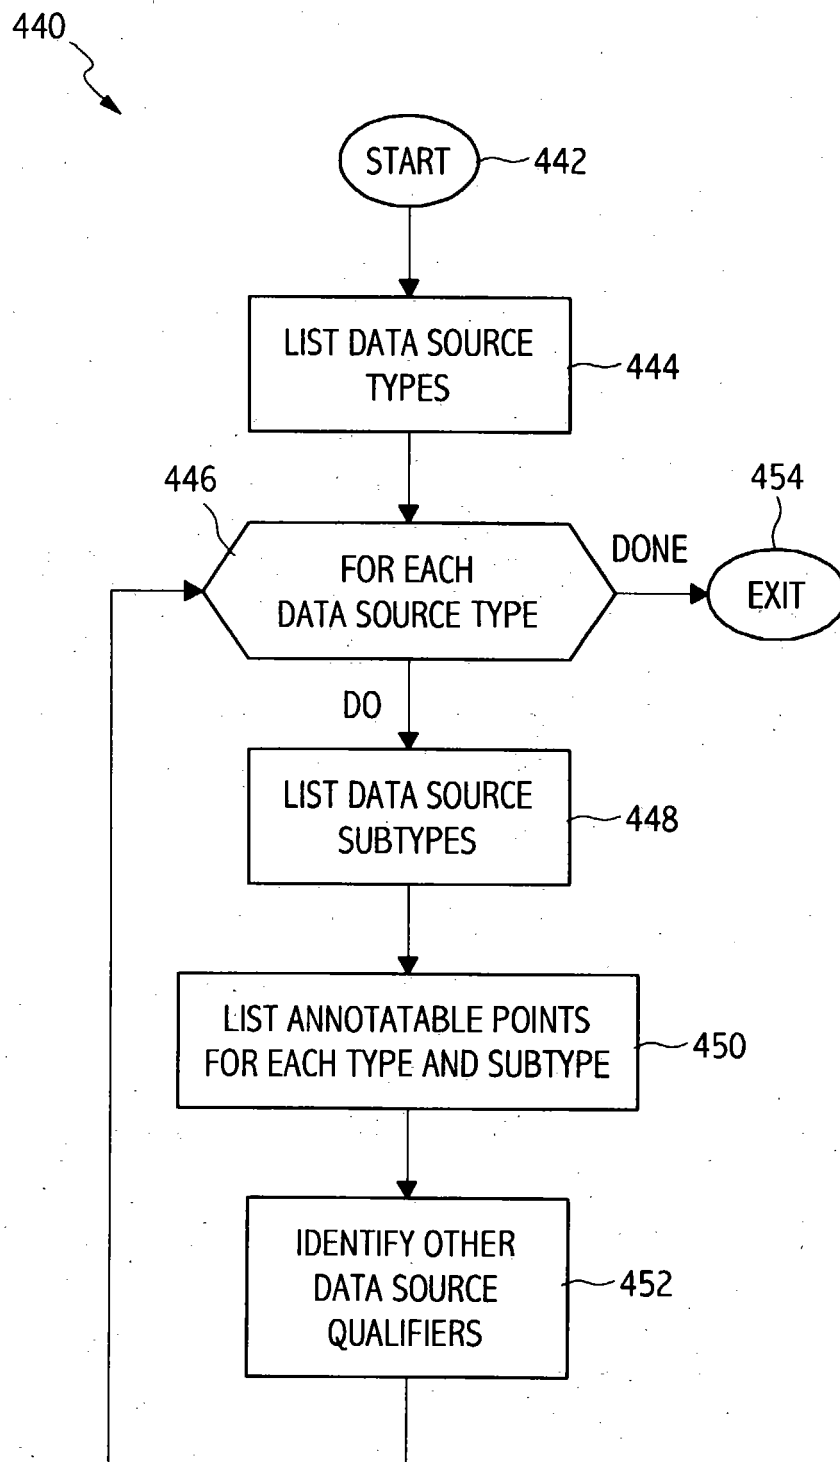 440
START
442
LIST DATA SOURCE
TYPES
444
446
454
FOR EACH
DATA SOURCE TYPE
DONE
EXIT
DO
LIST DATA SOURCE
SUBTYPES
448
LIST ANNOTATABLE POINTS
FOR EACH TYPE AND SUBTYPE
450
IDENTIFY OTHER
DATA SOURCE
QUALIFIERS
452